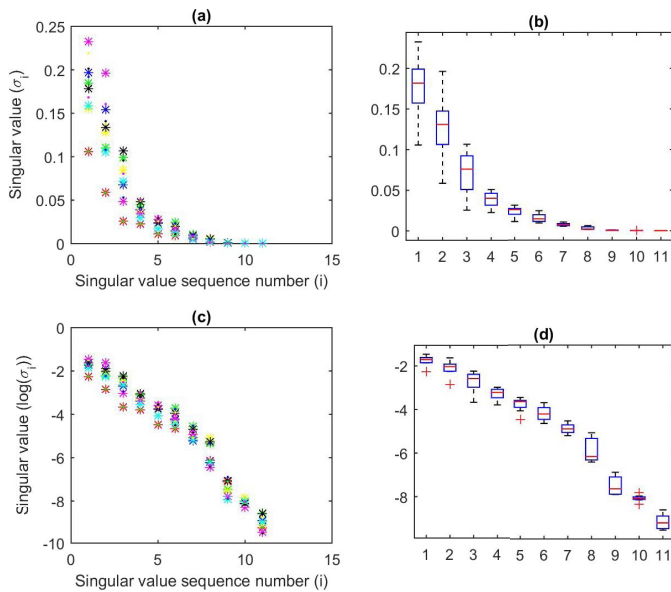 (a)
0.25
0.2
0.15
0.1
0.05
0
Singular value (σi)
0 5 10 15
Singular value sequence number (i)
(b)
0.2
0.15
0.1
0.05
0
1 2 3 4 5 6 7 8 9 10 11
(c)
0
-2
-4
-6
-8
-10
Singular value (log(σi))
0 5 10 15
Singular value sequence number (i)
(d)
-2
-4
-6
-8
1 2 3 4 5 6 7 8 9 10 11